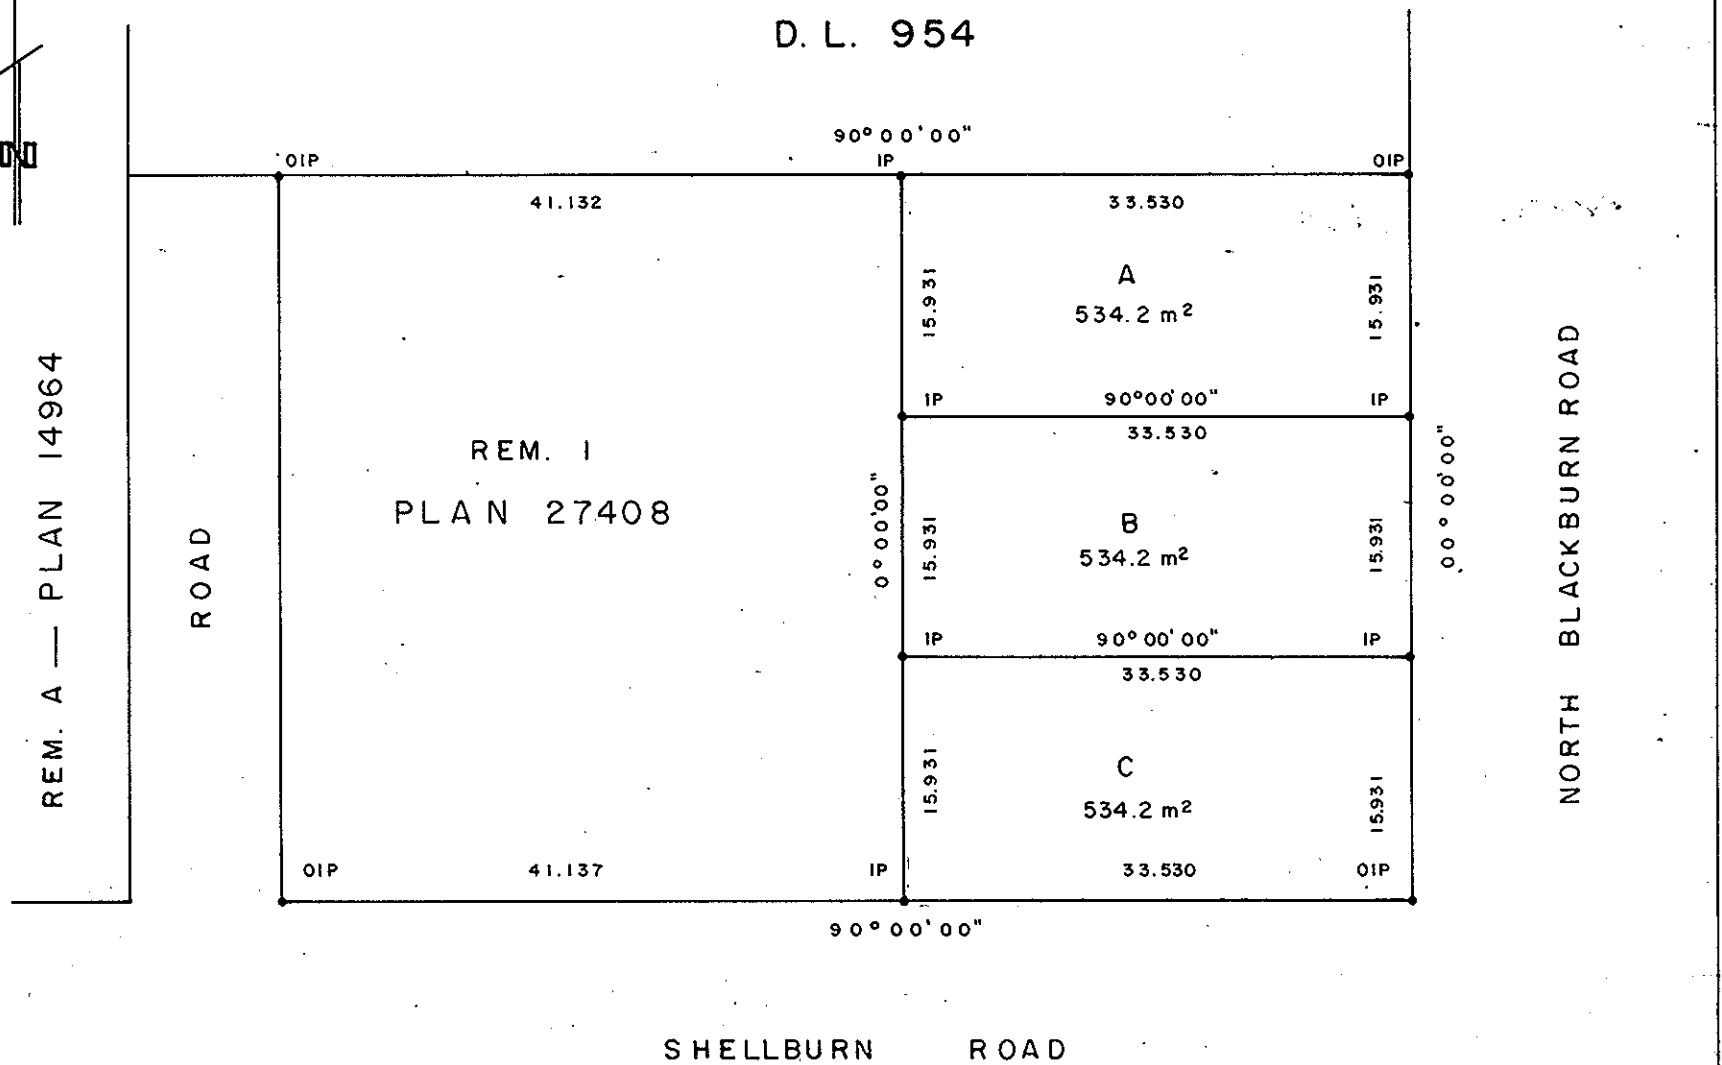 D. L. 954
N
90°00'00"
OIP
IP
OIP
41.132
33.530
A
534.2 m²
15.931
15.931
IP
90°00'00"
IP
33.530
REM. A — PLAN 14964
ROAD
REM. 1
PLAN 27408
0°00'00"
B
534.2 m²
15.931
15.931
00°00'00"
NORTH BLACKBURN ROAD
IP
90°00'00"
IP
33.530
C
534.2 m²
15.931
15.931
OIP
41.137
IP
33.530
OIP
90°00'00"
SHELLBURN ROAD